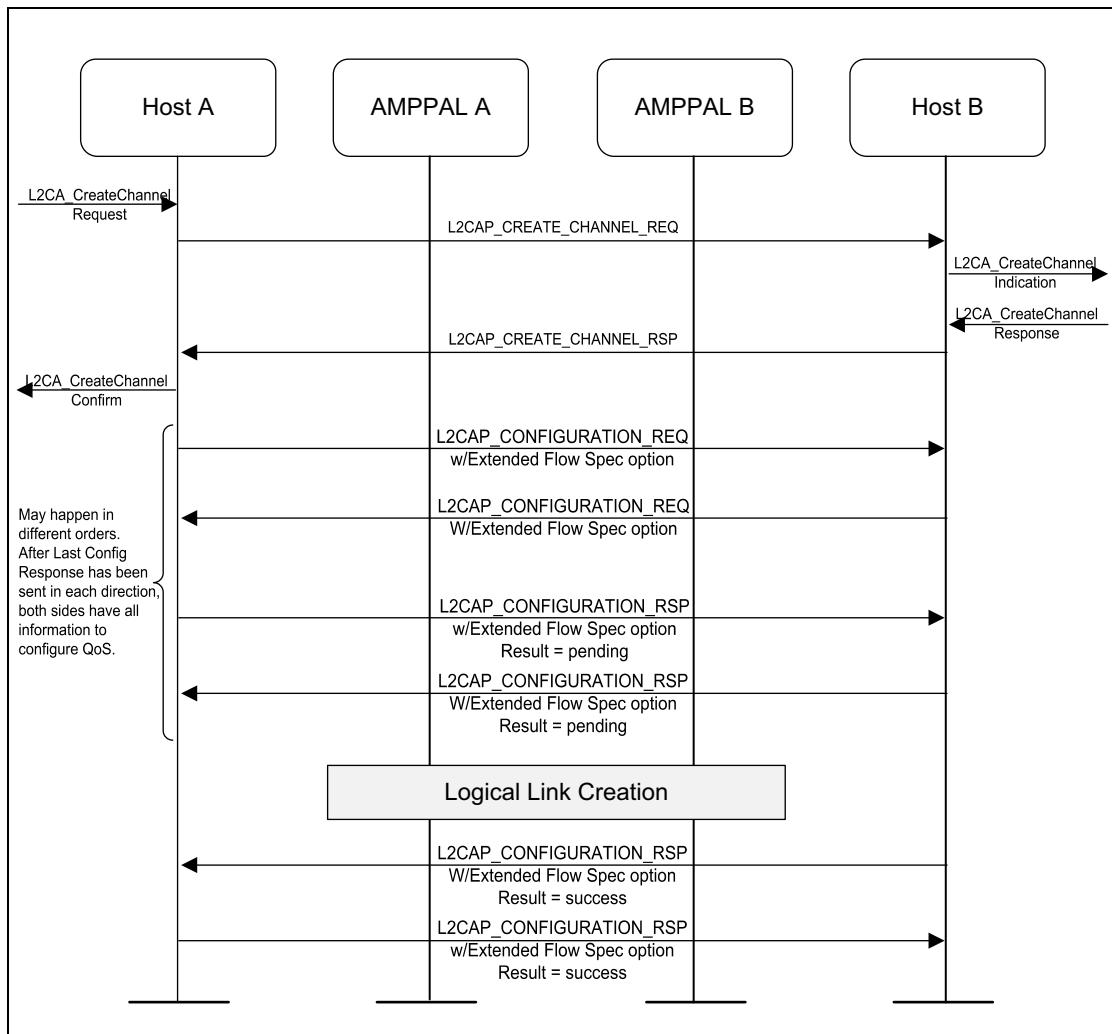 Host A
AMPPAL A
AMPPAL B
Host B
L2CA_CreateChannel
Request
L2CAP_CREATE_CHANNEL_REQ
L2CA_CreateChannel
Indication
L2CA_CreateChannel
Response
L2CAP_CREATE_CHANNEL_RSP
L2CA_CreateChannel
Confirm
L2CAP_CONFIGURATION_REQ
w/Extended Flow Spec option
L2CAP_CONFIGURATION_REQ
W/Extended Flow Spec option
May happen in
different orders.
After Last Config
Response has been
sent in each direction,
both sides have all
information to
configure QoS.
L2CAP_CONFIGURATION_RSP
w/Extended Flow Spec option
Result = pending
L2CAP_CONFIGURATION_RSP
W/Extended Flow Spec option
Result = pending
Logical Link Creation
L2CAP_CONFIGURATION_RSP
W/Extended Flow Spec option
Result = success
L2CAP_CONFIGURATION_RSP
w/Extended Flow Spec option
Result = success